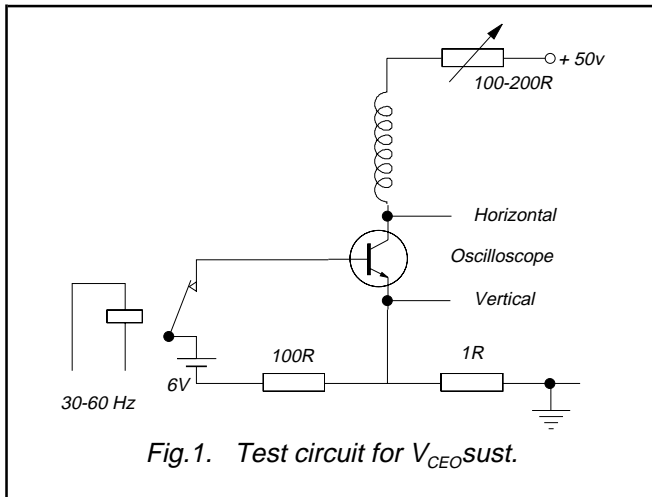 + 50v
100-200R
Horizontal
Oscilloscope
Vertical
100R
1R
6V
30-60 Hz
Fig.1. Test circuit for VCEOsust.